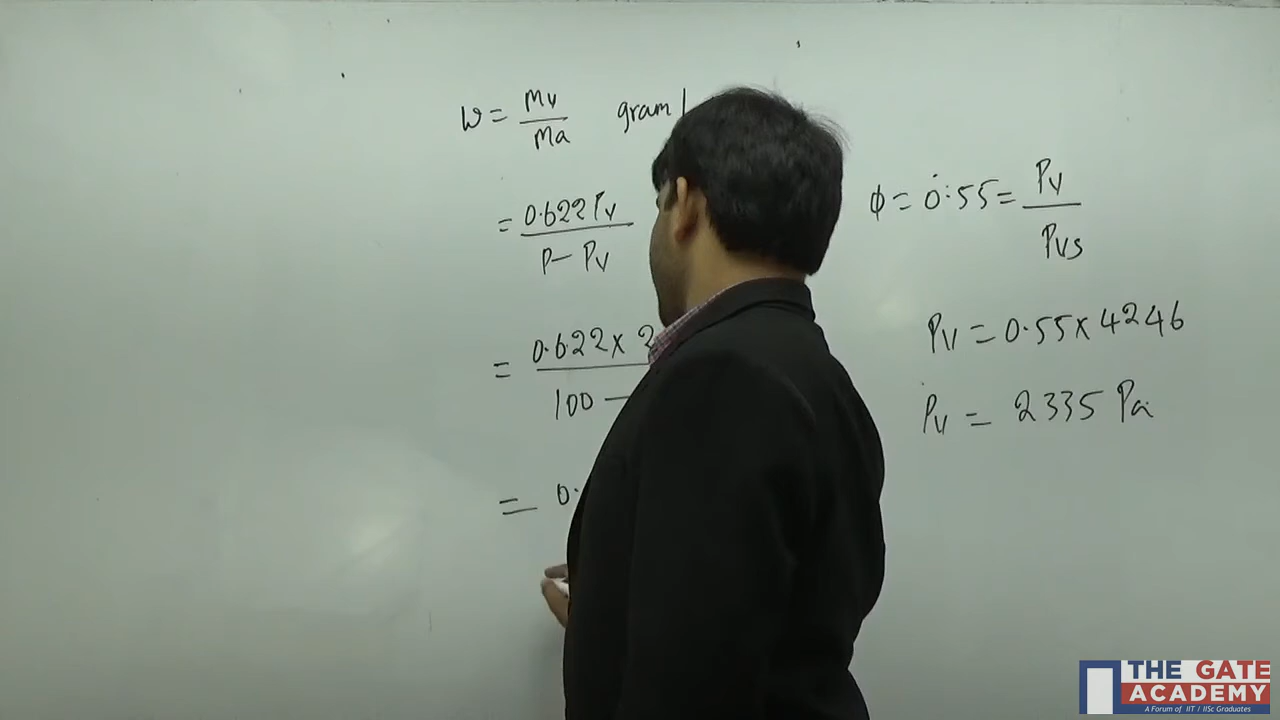 ω = mv/ma gram/
= 0.622 Pv / P - Pv
= 0.622 × 2 / 100 -
= 0.
φ = 0.55 = Pv/Pvs
Pv = 0.55 × 4246
Pv = 2335 Pa
THE GATE
ACADEMY
A Forum of IIT / IISc Graduates